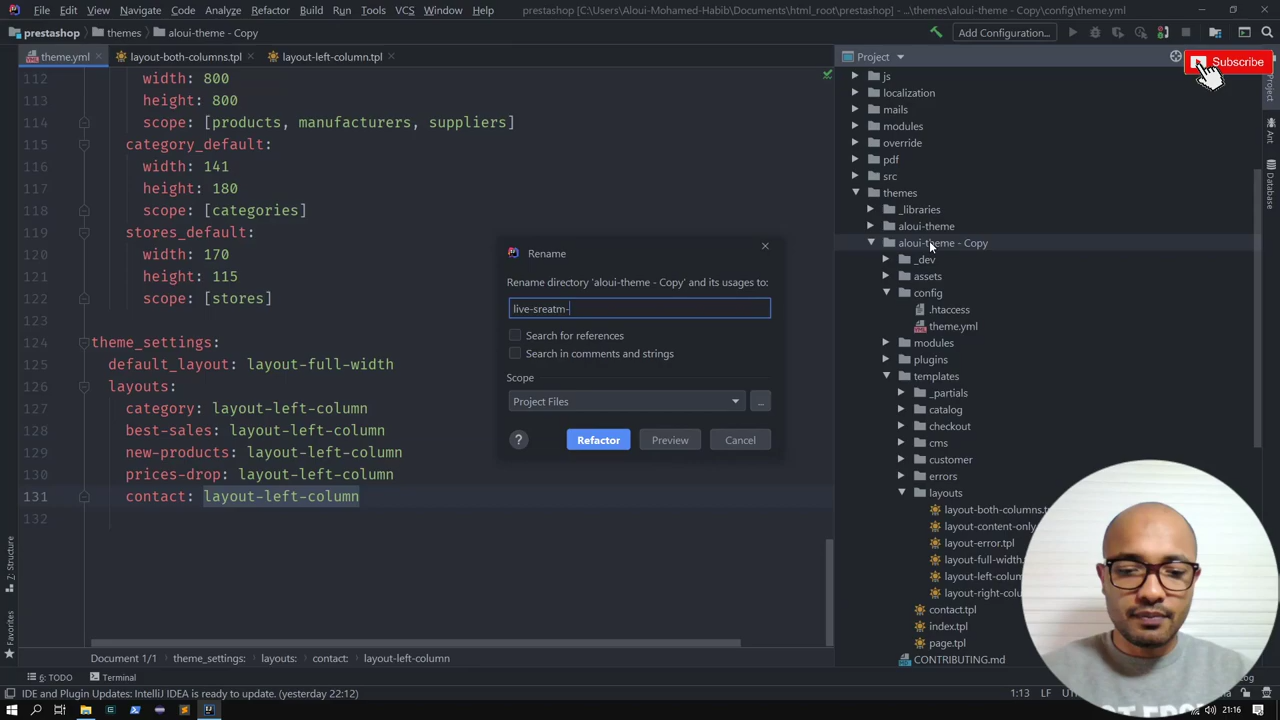 File Edit View Navigate Code Analyze Refactor Build Run Tools VCS Window Help prestashop [C:\Users\Aloui-Mohamed-Habib\Documents\html_root\prestashop] - ...\themes\aloui-theme - Copy\config\theme.yml
prestashop themes aloui-theme - Copy Add Configuration...
theme.yml layout-both-columns.tpl layout-left-column.tpl
Project
Subscribe
112 width: 800
113 height: 800
114 scope: [products, manufacturers, suppliers]
115 category_default:
116 width: 141
117 height: 180
118 scope: [categories]
119 stores_default:
120 width: 170
121 height: 115
122 scope: [stores]
123
124 theme_settings:
125 default_layout: layout-full-width
126 layouts:
127 category: layout-left-column
128 best-sales: layout-left-column
129 new-products: layout-left-column
130 prices-drop: layout-left-column
131 contact: layout-left-column
132
Rename
Rename directory 'aloui-theme - Copy' and its usages to:
live-sreatm-
Search for references
Search in comments and strings
Scope
Project Files
...
? Refactor Preview Cancel
js
localization
mails
modules
override
pdf
src
themes
_libraries
aloui-theme
aloui-theme - Copy
_dev
assets
config
.htaccess
theme.yml
modules
plugins
templates
_partials
catalog
checkout
cms
customer
errors
layouts
layout-both-columns.t
layout-content-only
layout-error.tpl
layout-full-width.
layout-left-colum
layout-right-colu
contact.tpl
index.tpl
page.tpl
CONTRIBUTING.md
Project
Ant
Database
Z: Structure
Favorites
Document 1/1 theme_settings: layouts: contact: layout-left-column
6: TODO Terminal
IDE and Plugin Updates: IntelliJ IDEA is ready to update. (yesterday 22:12) 1:13 LF
21:16